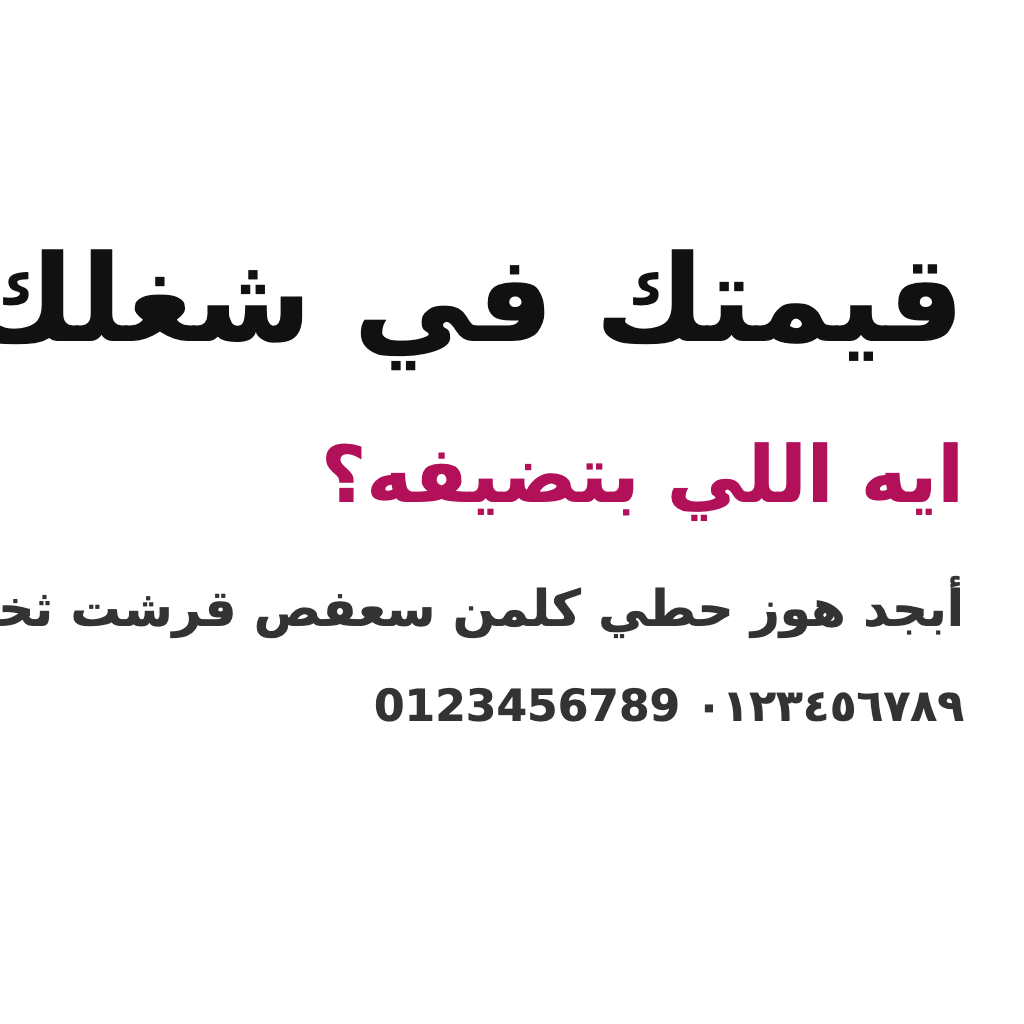 قيمتك في شغلك
ايه اللي بتضيفه؟
أبجد هوز حطي كلمن سعفص قرشت
٠١٢٣٤٥٦٧٨٩ 0123456789